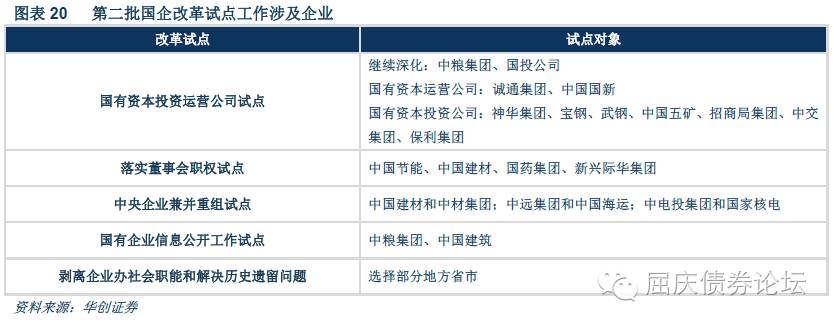 图表 20 第二批国企改革试点工作涉及企业
改革试点 试点对象
国有资本投资运营公司试点
继续深化：中粮集团、国投公司
国有资本运营公司：诚通集团、中国国新
国有资本投资公司：神华集团、宝钢、武钢、中国五矿、招商局集团、中交
集团、保利集团
落实董事会职权试点 中国节能、中国建材、国药集团、新兴际华集团
中央企业兼并重组试点 中国建材和中材集团；中远集团和中国海运；中电投集团和国家核电
国有企业信息公开工作试点 中粮集团、中国建筑
剥离企业办社会职能和解决历史遗留问题 选择部分地方省市
屈庆债券论坛
资料来源：华创证券